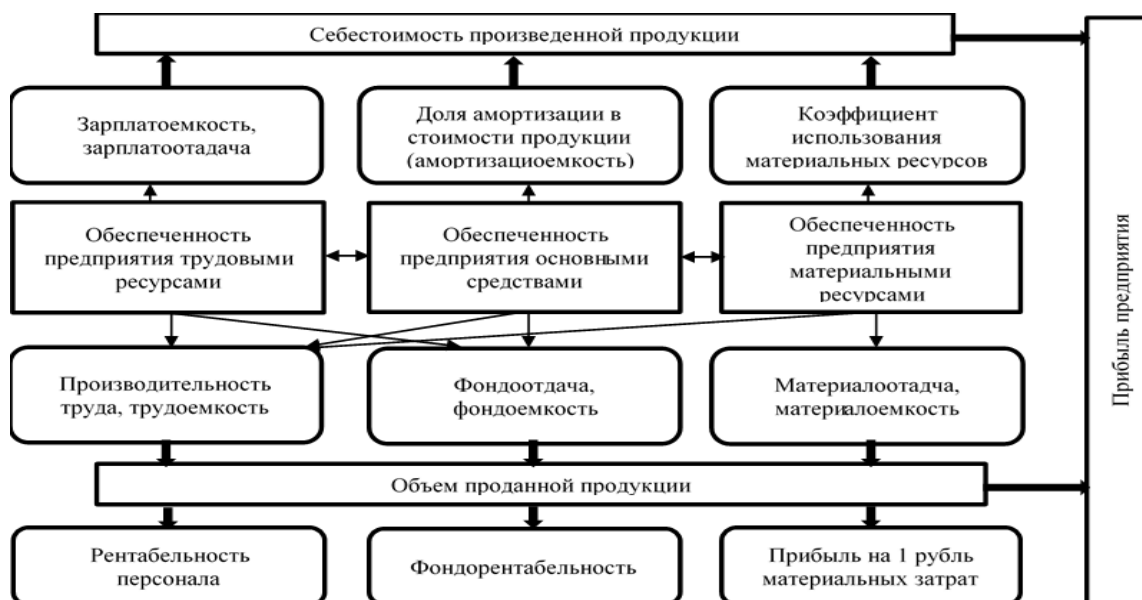 Себестоимость произведенной продукции
Зарплатоемкость,
зарплатоотадача
Доля амортизации в
стоимости продукции
(амортизациоемкость)
Коэффициент
использования
материальных ресурсов
Обеспеченность
предприятия трудовыми
ресурсами
Обеспеченность
предприятия основными
средствами
Обеспеченность
предприятия
материальными
ресурсами
Производительность
труда, трудоемкость
Фондоотдача,
фондоемкость
Материалоотадча,
материалоемкость
Объем проданной продукции
Рентабельность
персонала
Фондорентабельность
Прибыль на 1 рубль
материальных затрат
Прибыль предприятия